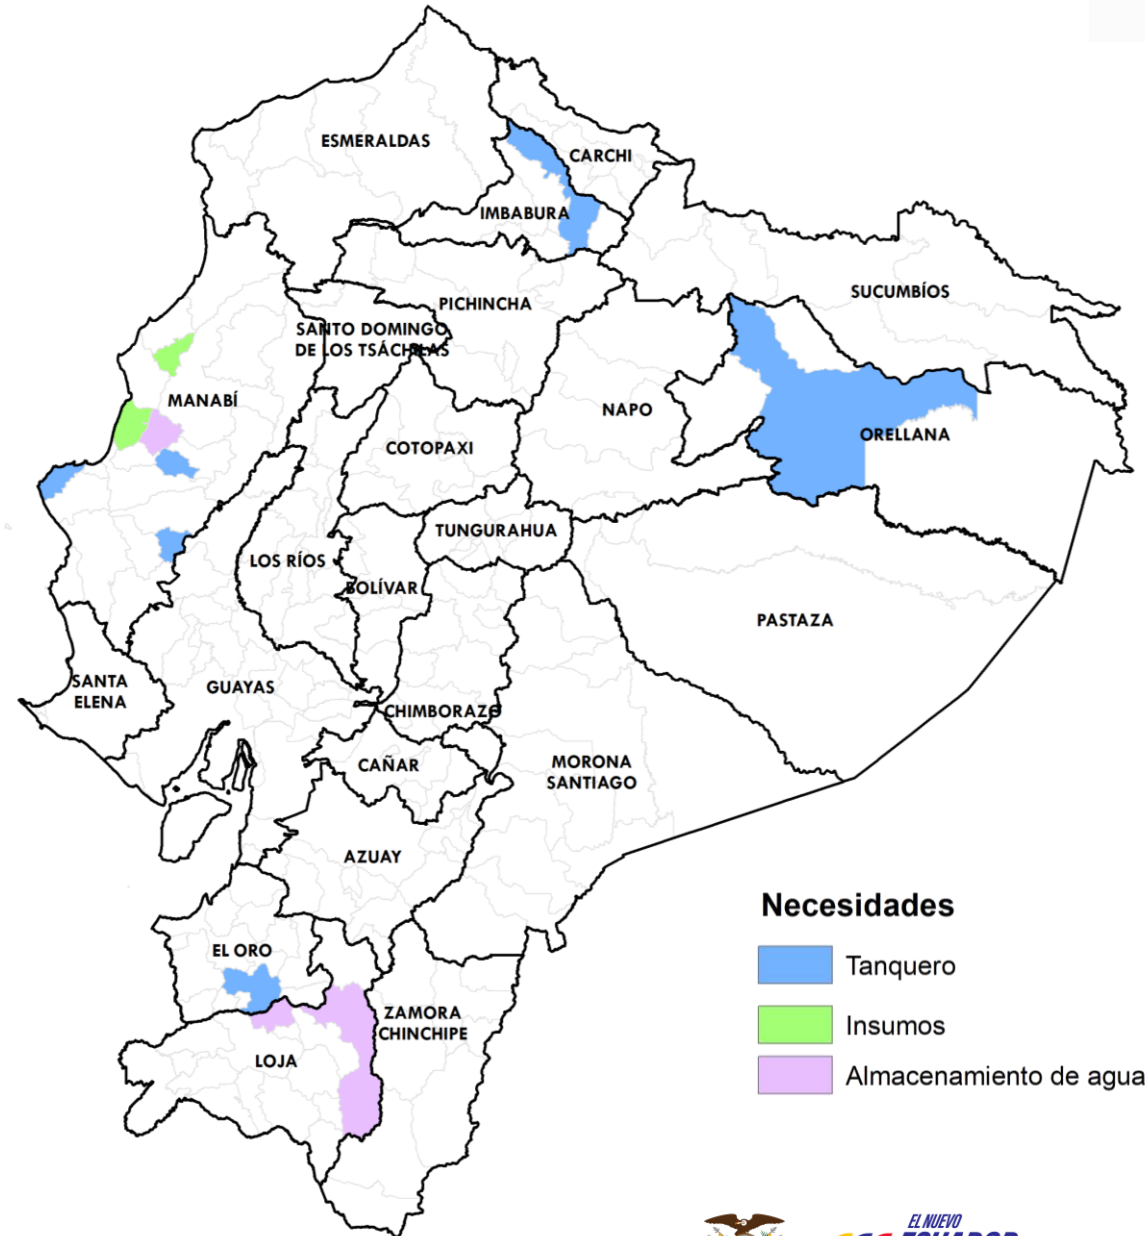 ESMERALDAS
CARCHI
IMBABURA
SUCUMBÍOS
PICHINCHA
SANTO DOMINGO
DE LOS TSÁCHILAS
MANABÍ
NAPO
ORELLANA
COTOPAXI
TUNGURAHUA
LOS RÍOS
BOLÍVAR
PASTAZA
SANTA
ELENA
GUAYAS
CHIMBORAZO
CAÑAR
MORONA
SANTIAGO
AZUAY
EL ORO
ZAMORA
CHINCHIPE
LOJA
Necesidades
Tanquero
Insumos
Almacenamiento de agua
EL NUEVO
ECUADOR